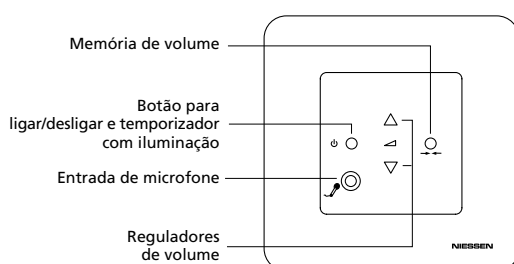 Memória de volume
Botão para
ligar/desligar e temporizador
com iluminação
Entrada de microfone
Reguladores
de volume
NIESSEN